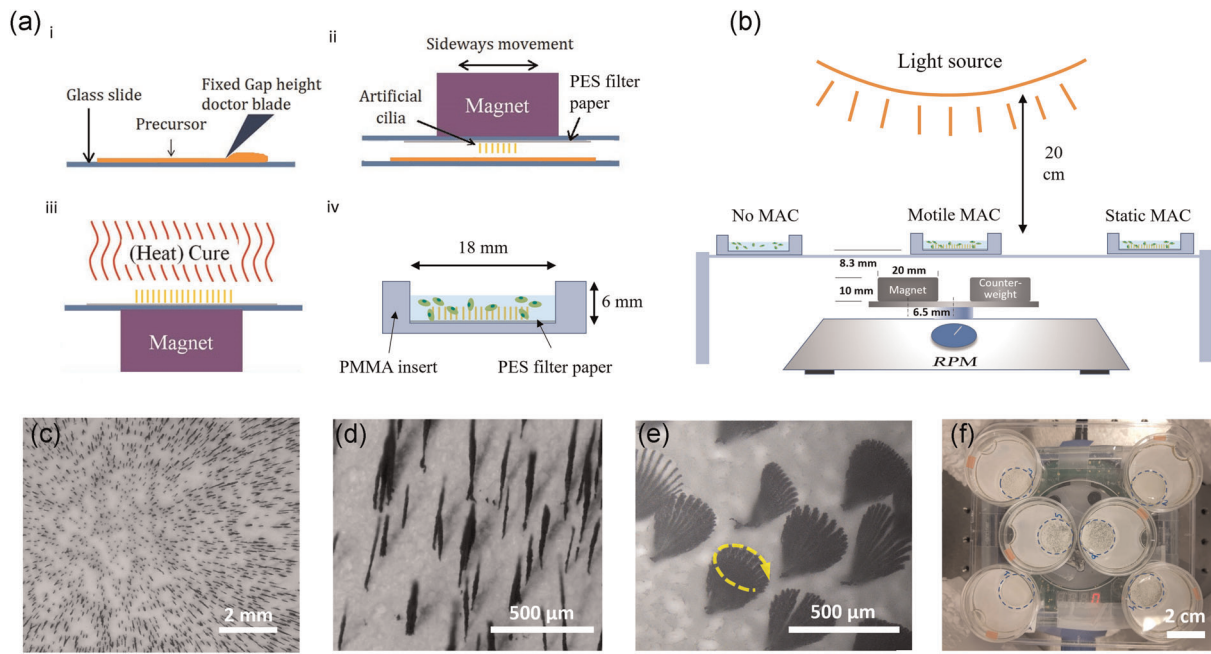 (a)
i
Glass slide
Precursor
Fixed Gap height
doctor blade
ii
Sideways movement
Artificial
cilia
Magnet
PES filter
paper
iii
(Heat) Cure
Magnet
iv
18 mm
6 mm
PMMA insert
PES filter paper
(b)
Light source
20
cm
No MAC
Motile MAC
Static MAC
8.3 mm
20 mm
10 mm
Magnet
Counter-
weight
6.5 mm
RPM
(c)
2 mm
(d)
500 µm
(e)
500 µm
(f)
2 cm